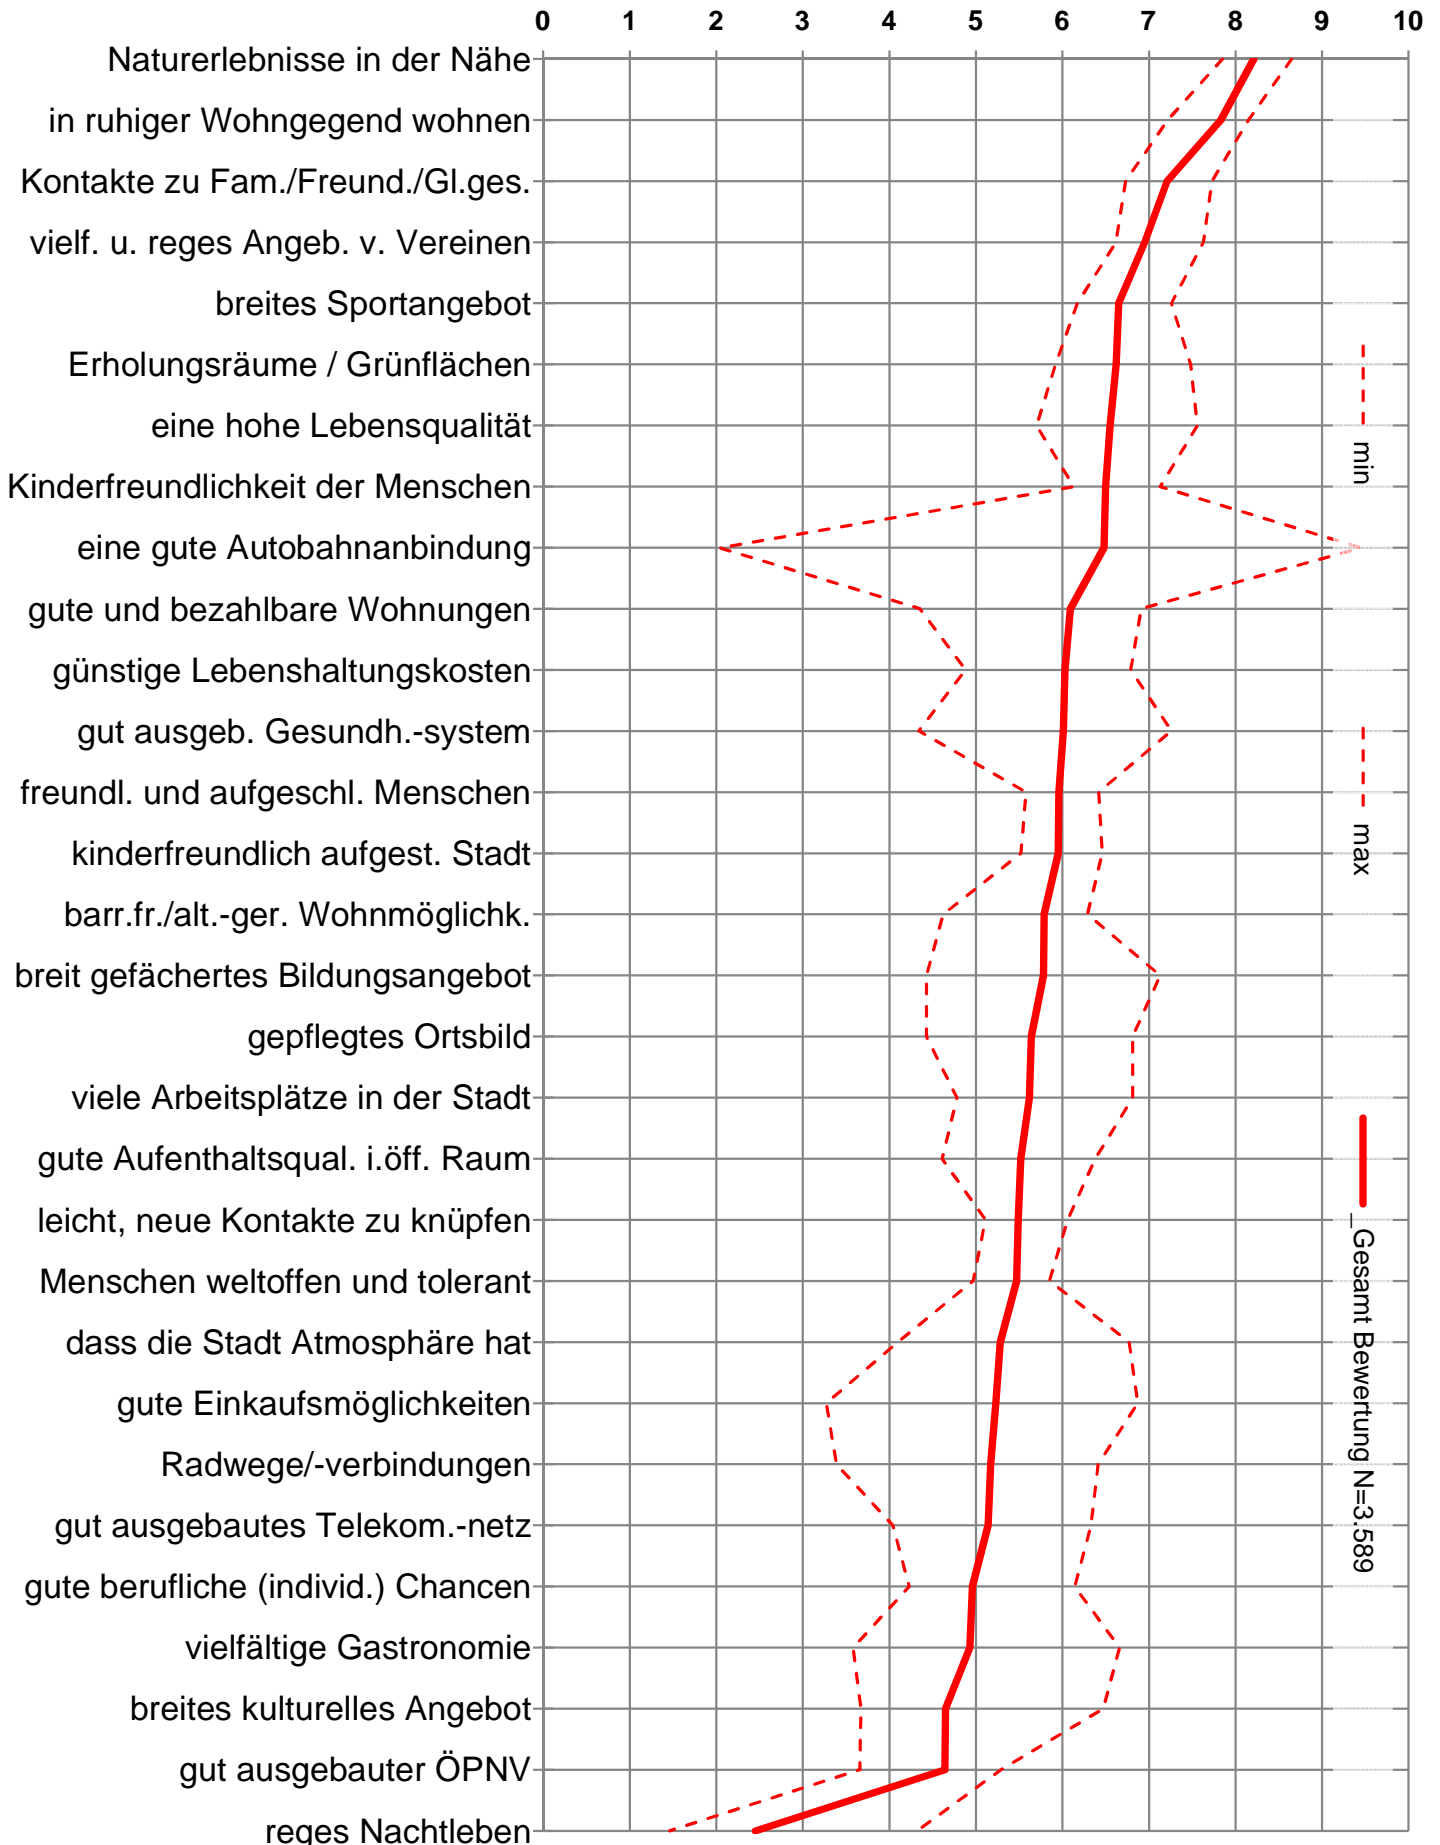 0 1 2 3 4 5 6 7 8 9 10
Naturerlebnisse in der Nähe
in ruhiger Wohngegend wohnen
Kontakte zu Fam./Freund./Gl.ges.
vielf. u. reges Angeb. v. Vereinen
breites Sportangebot
Erholungsräume / Grünflächen
eine hohe Lebensqualität
Kinderfreundlichkeit der Menschen
eine gute Autobahnanbindung
gute und bezahlbare Wohnungen
günstige Lebenshaltungskosten
gut ausgeb. Gesundh.-system
freundl. und aufgeschl. Menschen
kinderfreundlich aufgest. Stadt
barr.fr./alt.-ger. Wohnmöglichk.
breit gefächertes Bildungsangebot
gepflegtes Ortsbild
viele Arbeitsplätze in der Stadt
gute Aufenthaltsqual. i.öff. Raum
leicht, neue Kontakte zu knüpfen
Menschen weltoffen und tolerant
dass die Stadt Atmosphäre hat
gute Einkaufsmöglichkeiten
Radwege/-verbindungen
gut ausgebautes Telekom.-netz
gute berufliche (individ.) Chancen
vielfältige Gastronomie
breites kulturelles Angebot
gut ausgebauter ÖPNV
reges Nachtleben
min
max
_Gesamt Bewertung N=3.589